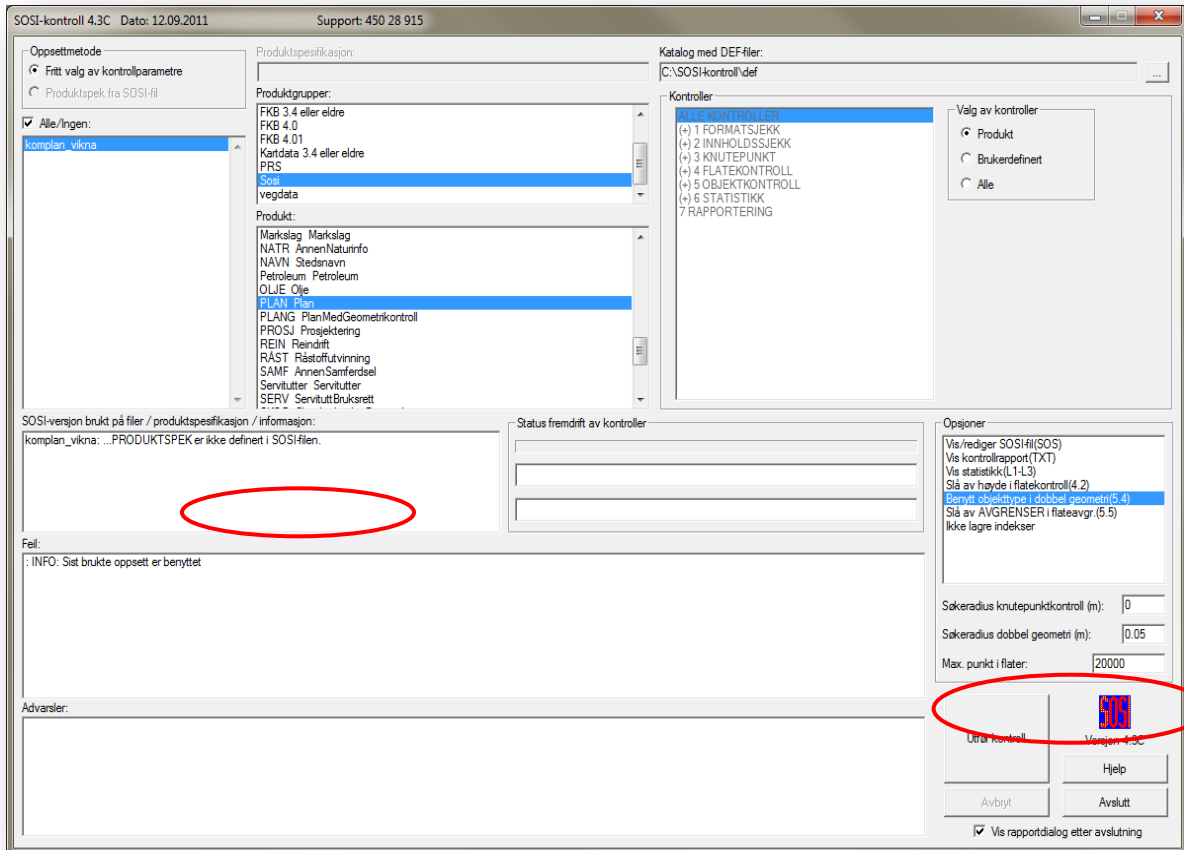 SOSI-kontroll 4.3C Dato: 12.09.2011 Support: 450 28 915
Oppsettmetode
Fritt valg av kontrollparametre
Produktspek fra SOSI-fil
Alle/Ingen:
komplan_vikna
Produktspesifikasjon:
Produktgrupper:
FKB 3.4 eller eldre
FKB 4.0
FKB 4.01
Kartdata 3.4 eller eldre
PRS
Sosi
vegdata
Produkt:
Markslag Markslag
NATR AnnenNaturinfo
NAVN Stedsnavn
Petroleum Petroleum
OLJE Olje
PLAN Plan
PLANG PlanMedGeometrikontroll
PROSJ Prosjektering
REIN Reindrift
RÅST Råstoffutvinning
SAMF AnnenSamferdsel
Servitutter Servitutter
SERV ServituttBruksrett
Katalog med DEF-filer:
C:\SOSI-kontroll\def
...
Kontroller
ALLE KONTROLLER
(+) 1 FORMATSJEKK
(+) 2 INNHOLDSSJEKK
(+) 3 KNUTEPUNKT
(+) 4 FLATEKONTROLL
(+) 5 OBJEKTKONTROLL
(+) 6 STATISTIKK
7 RAPPORTERING
Valg av kontroller
Produkt
Brukerdefinert
Alle
SOSI-versjon brukt på filer / produktspesifikasjon / informasjon:
komplan_vikna: ...PRODUKTSPEK er ikke definert i SOSI-filen.
Status fremdrift av kontroller
Opsjoner
Vis/rediger SOSI-fil(SOS)
Vis kontrollrapport(TXT)
Vis statistikk(L1-L3)
Slå av høyde i flatekontroll(4.2)
Benytt objekttype i dobbel geometri(5.4)
Slå av AVGRENSER i flateavgr.(5.5)
Ikke lagre indekser
Søkeradius knutepunktkontroll (m): 0
Søkeradius dobbel geometri (m): 0.05
Max. punkt i flater: 20000
Feil:
: INFO: Sist brukte oppsett er benyttet
Advarsler:
Utfør kontroll
SOSI
Versjon 4.3C
Hjelp
Avbryt
Avslutt
Vis rapportdialog etter avslutning